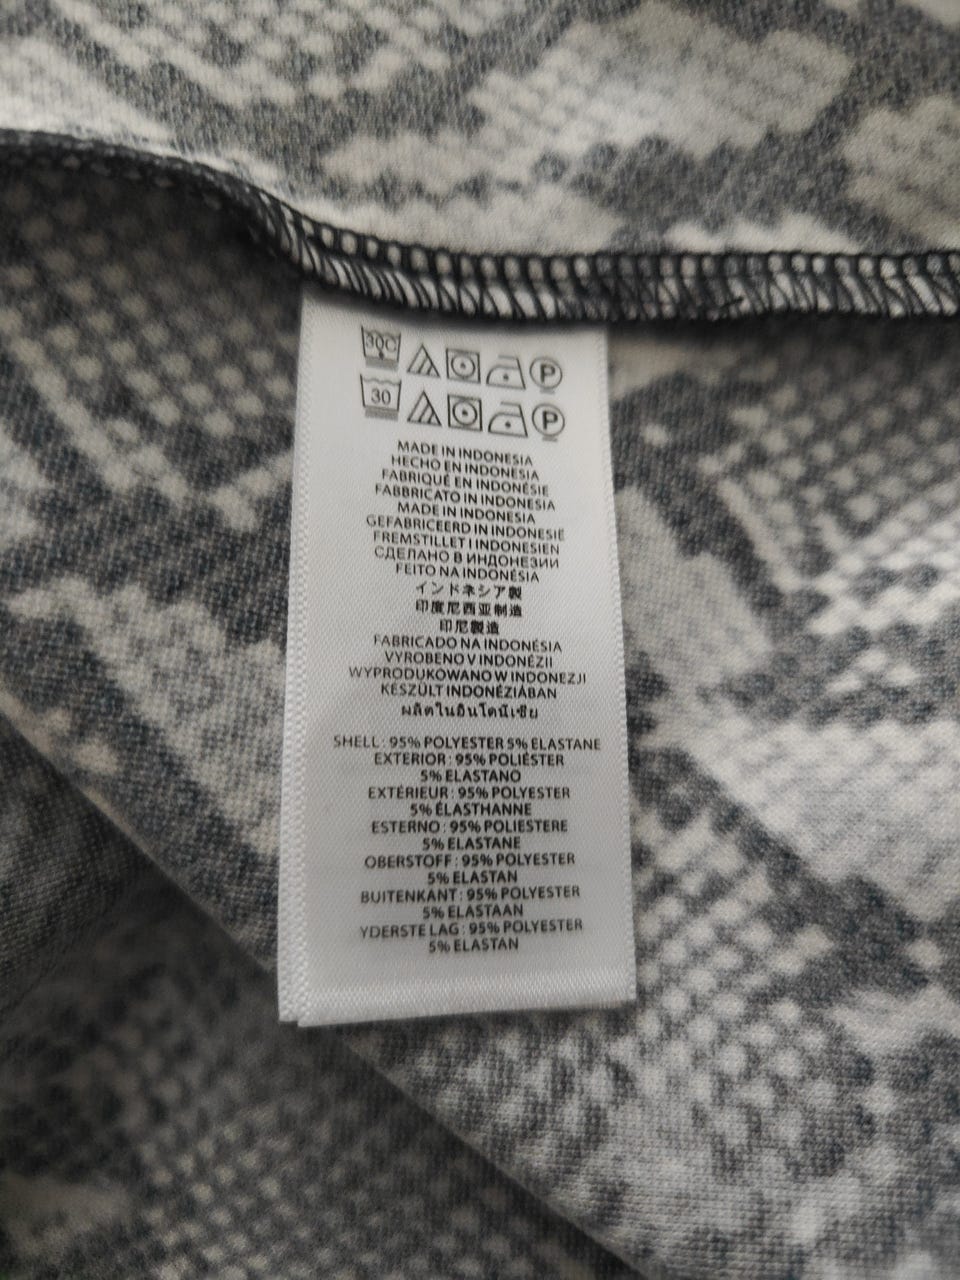 30C P
30 P
MADE IN INDONESIA
HECHO EN INDONESIA
FABRIQUÉ EN INDONÉSIE
FABBRICATO IN INDONESIA
MADE IN INDONESIA
GEFABRICEERD IN INDONESIË
FREMSTILLET I INDONESIEN
СДЕЛАНО В ИНДОНЕЗИИ
FEITO NA INDONÉSIA
インドネシア製
印度尼西亚制造
印尼製造
FABRICADO NA INDONÉSIA
VYROBENO V INDONÉZII
WYPRODUKOWANO W INDONEZJI
KÉSZÜLT INDONÉZIÁBAN
ผลิตในอินโดนีเซีย
SHELL : 95% POLYESTER 5% ELASTANE
EXTERIOR : 95% POLIÉSTER
5% ELASTANO
EXTÉRIEUR : 95% POLYESTER
5% ÉLASTHANNE
ESTERNO : 95% POLIESTERE
5% ELASTANE
OBERSTOFF : 95% POLYESTER
5% ELASTAN
BUITENKANT : 95% POLYESTER
5% ELASTAAN
YDERSTE LAG : 95% POLYESTER
5% ELASTAN